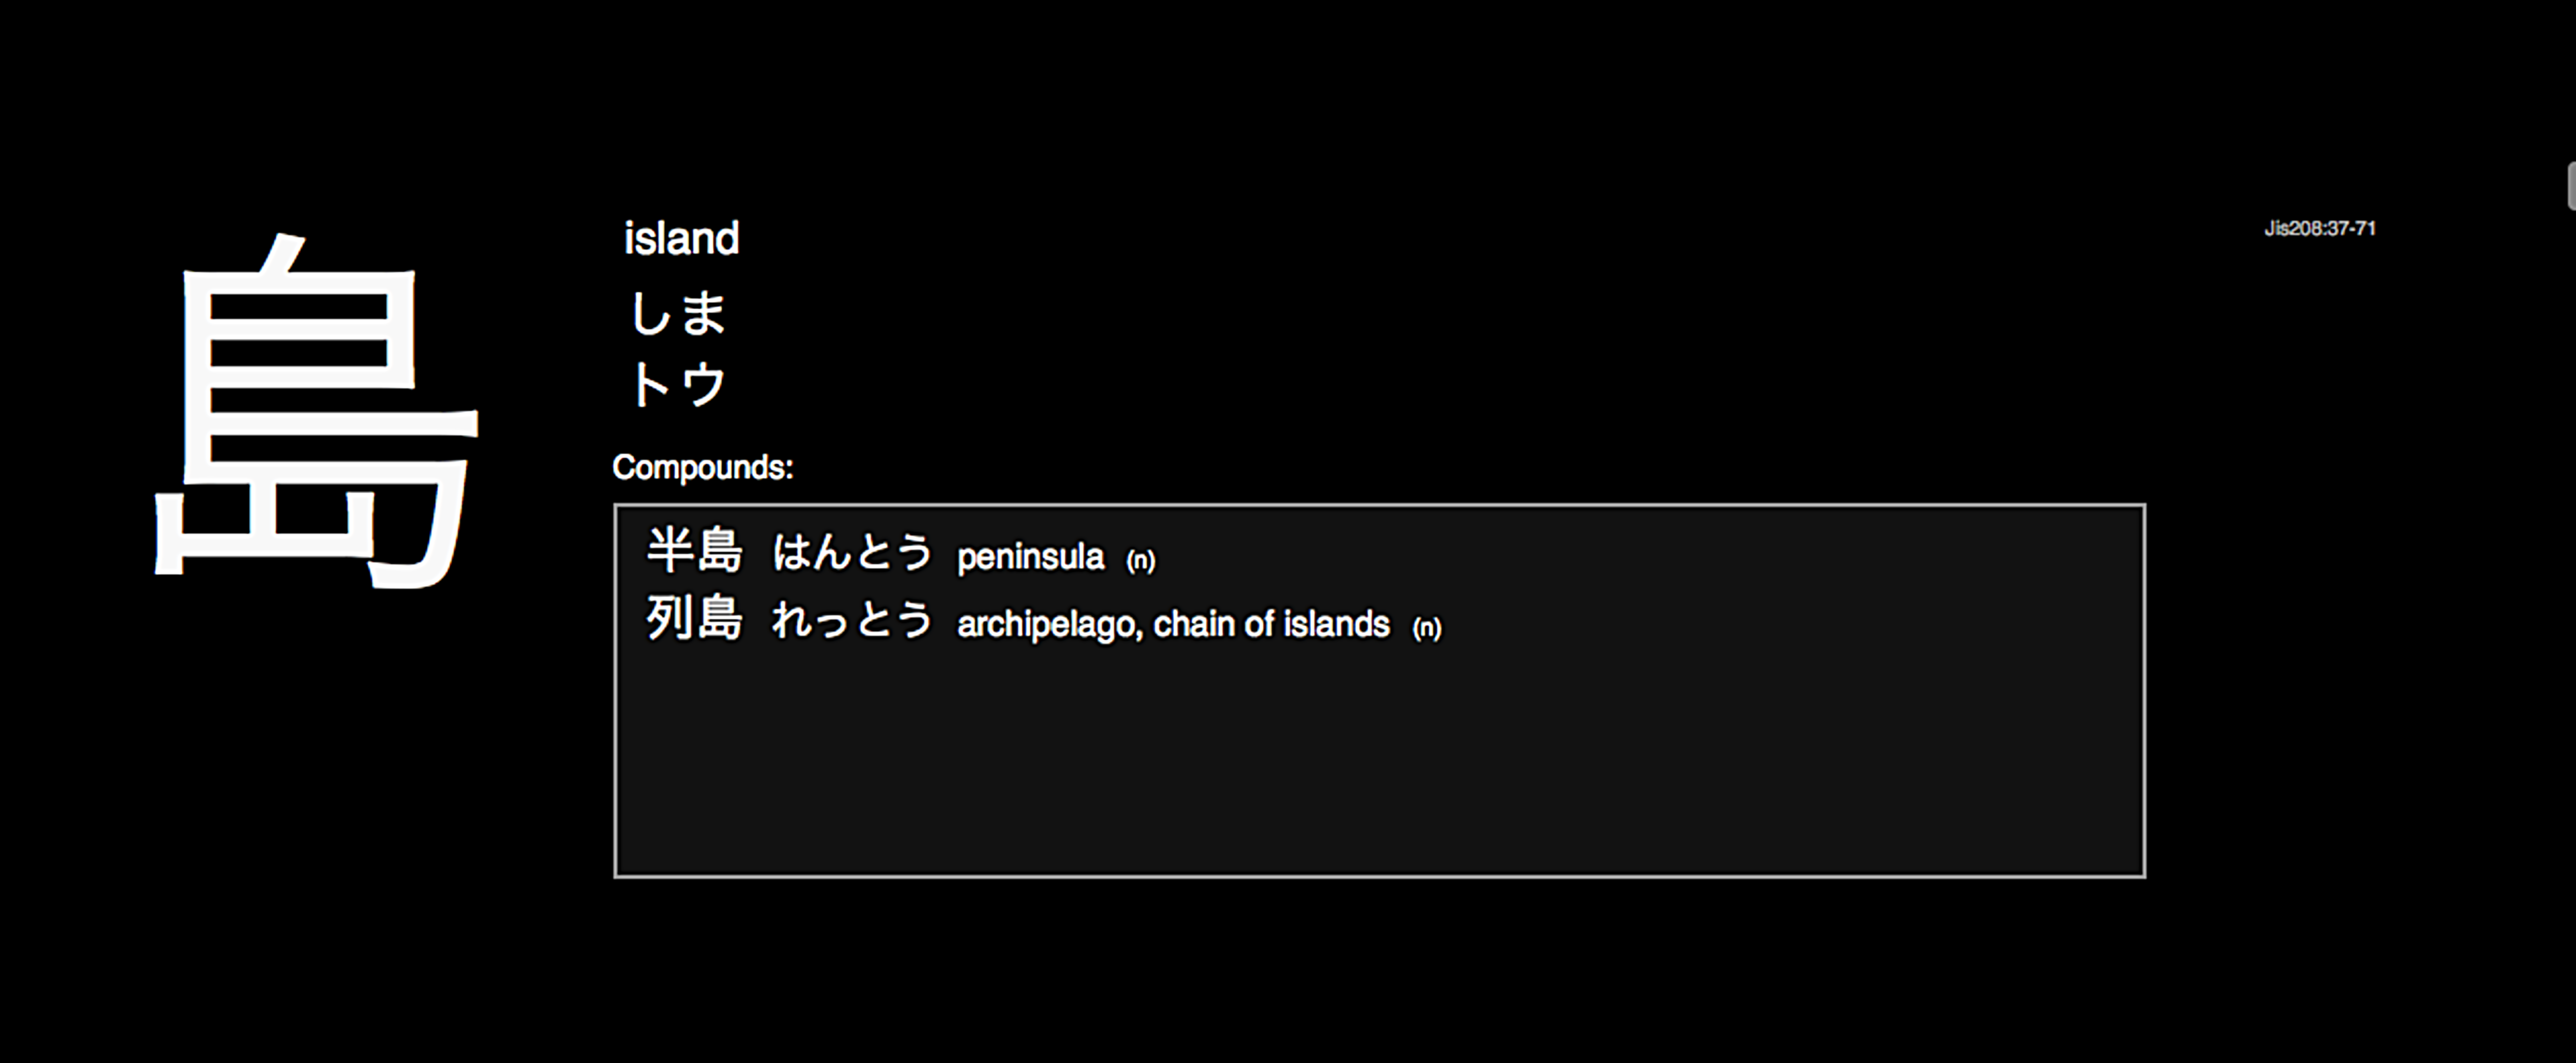 島
island
しま
トウ
Jis208:37-71
Compounds:
半島 はんとう peninsula (n)
列島 れっとう archipelago, chain of islands (n)